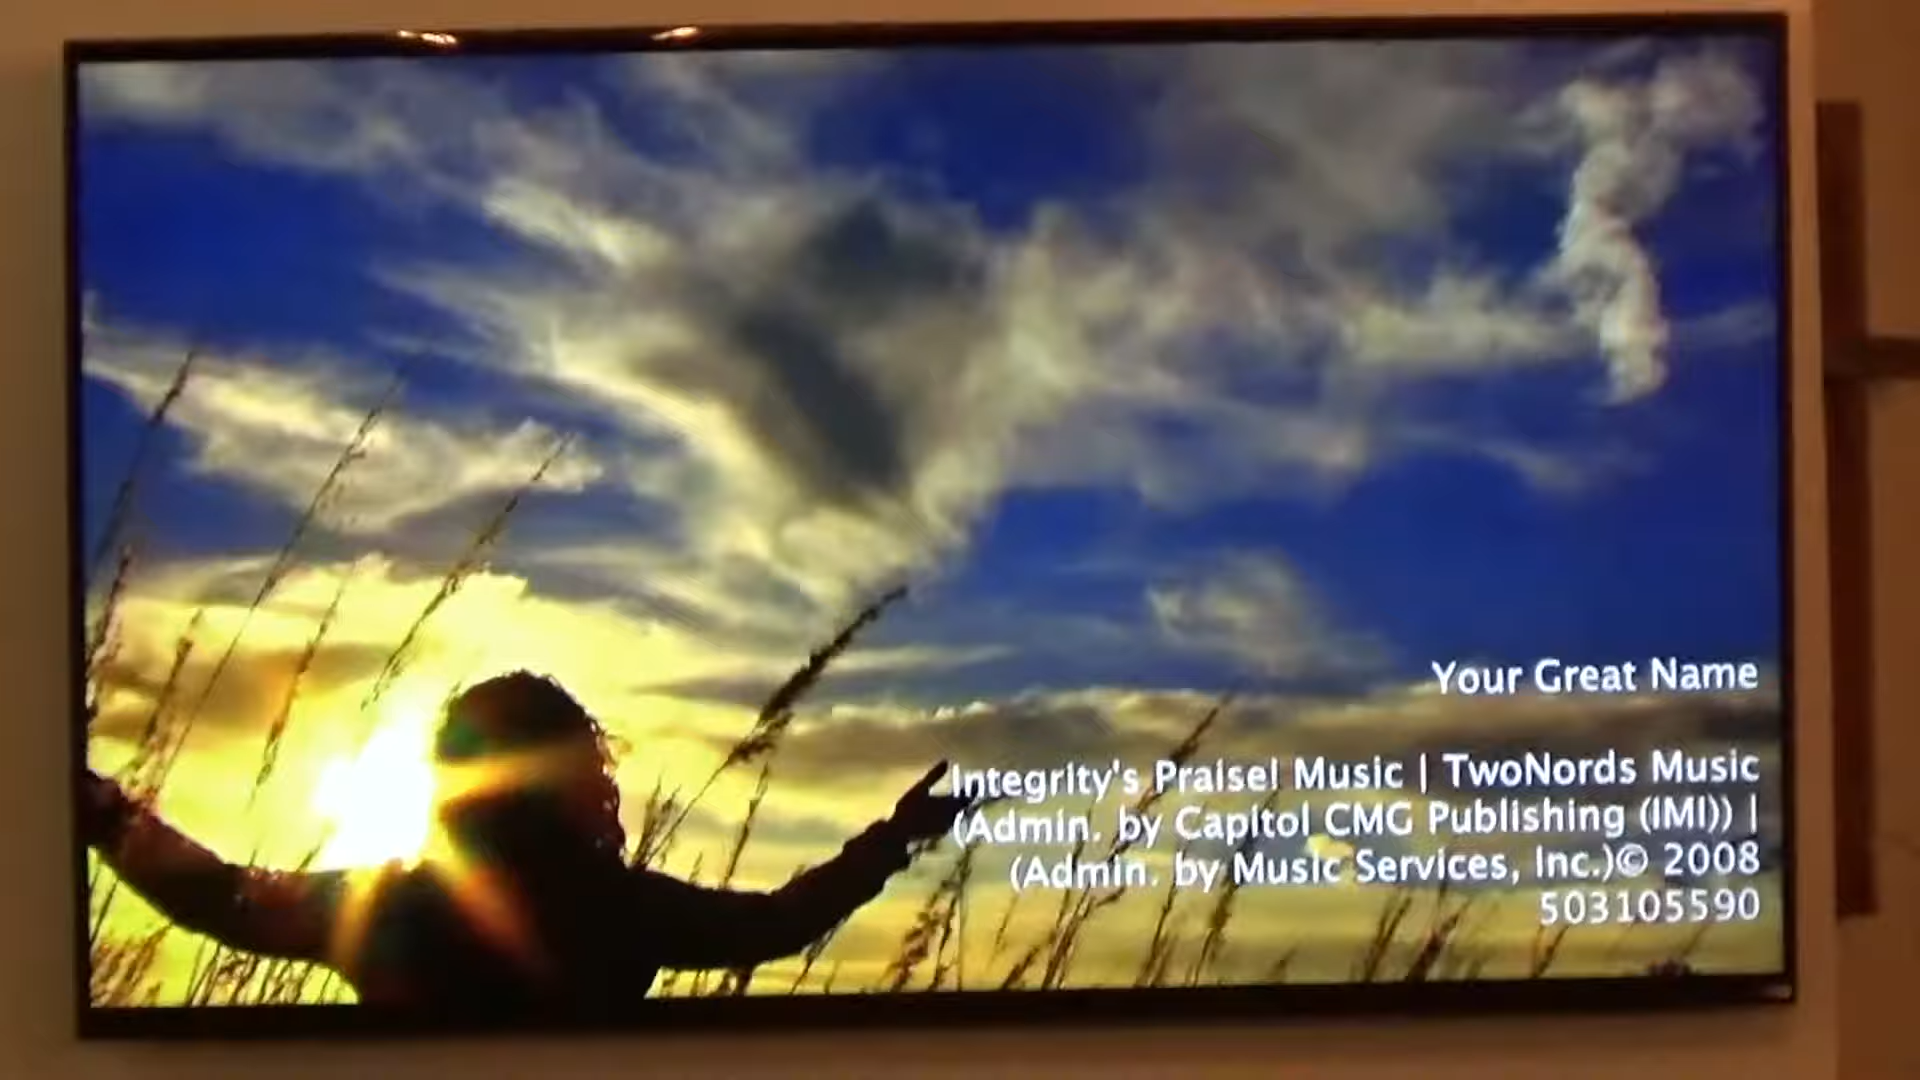 Your Great Name
Integrity's Praise! Music | TwoNords Music
(Admin. by Capitol CMG Publishing (IMI)) |
(Admin. by Music Services, Inc.)© 2008
503105590